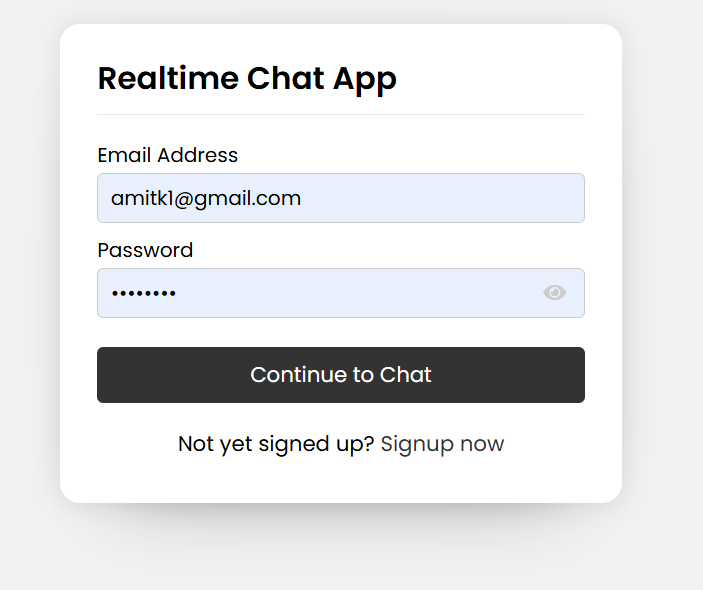 Realtime Chat App
Email Address
amitk1@gmail.com
Password
••••••••
Continue to Chat
Not yet signed up? Signup now